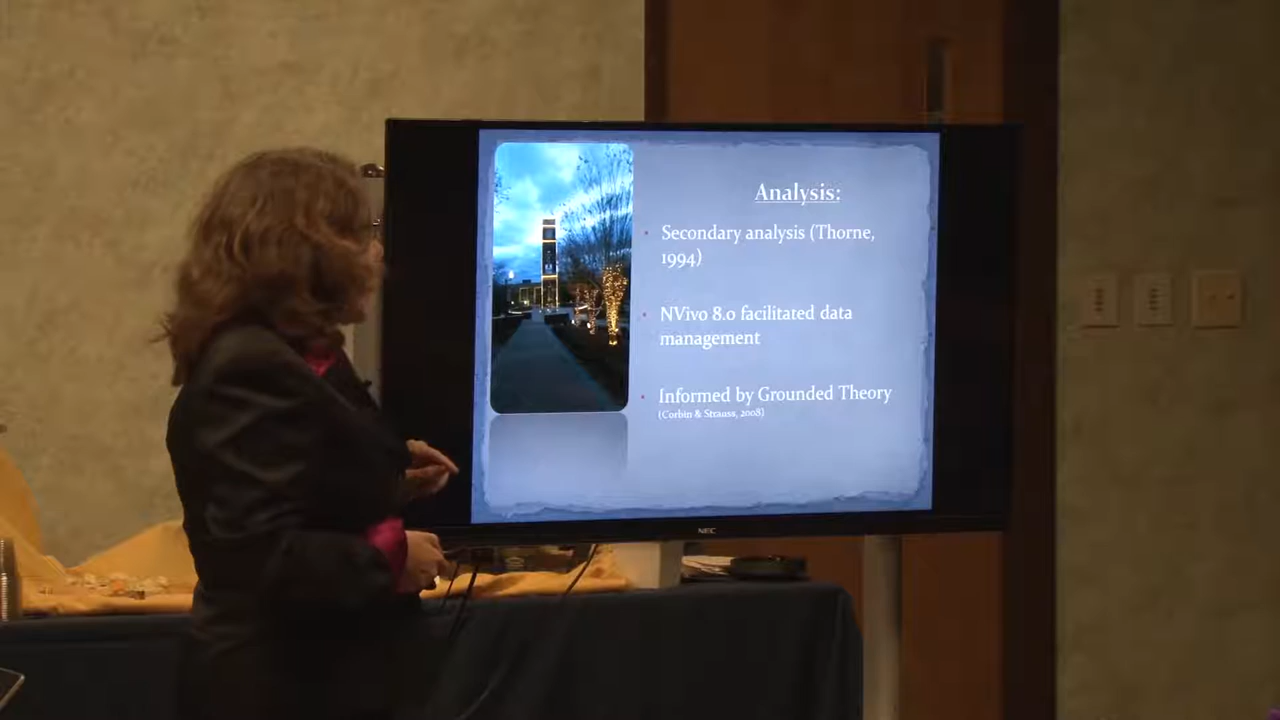 Analysis:
Secondary analysis (Thorne,
1994)
NVivo 8.0 facilitated data
management
Informed by Grounded Theory
(Corbin & Strauss, 2008)
NEC